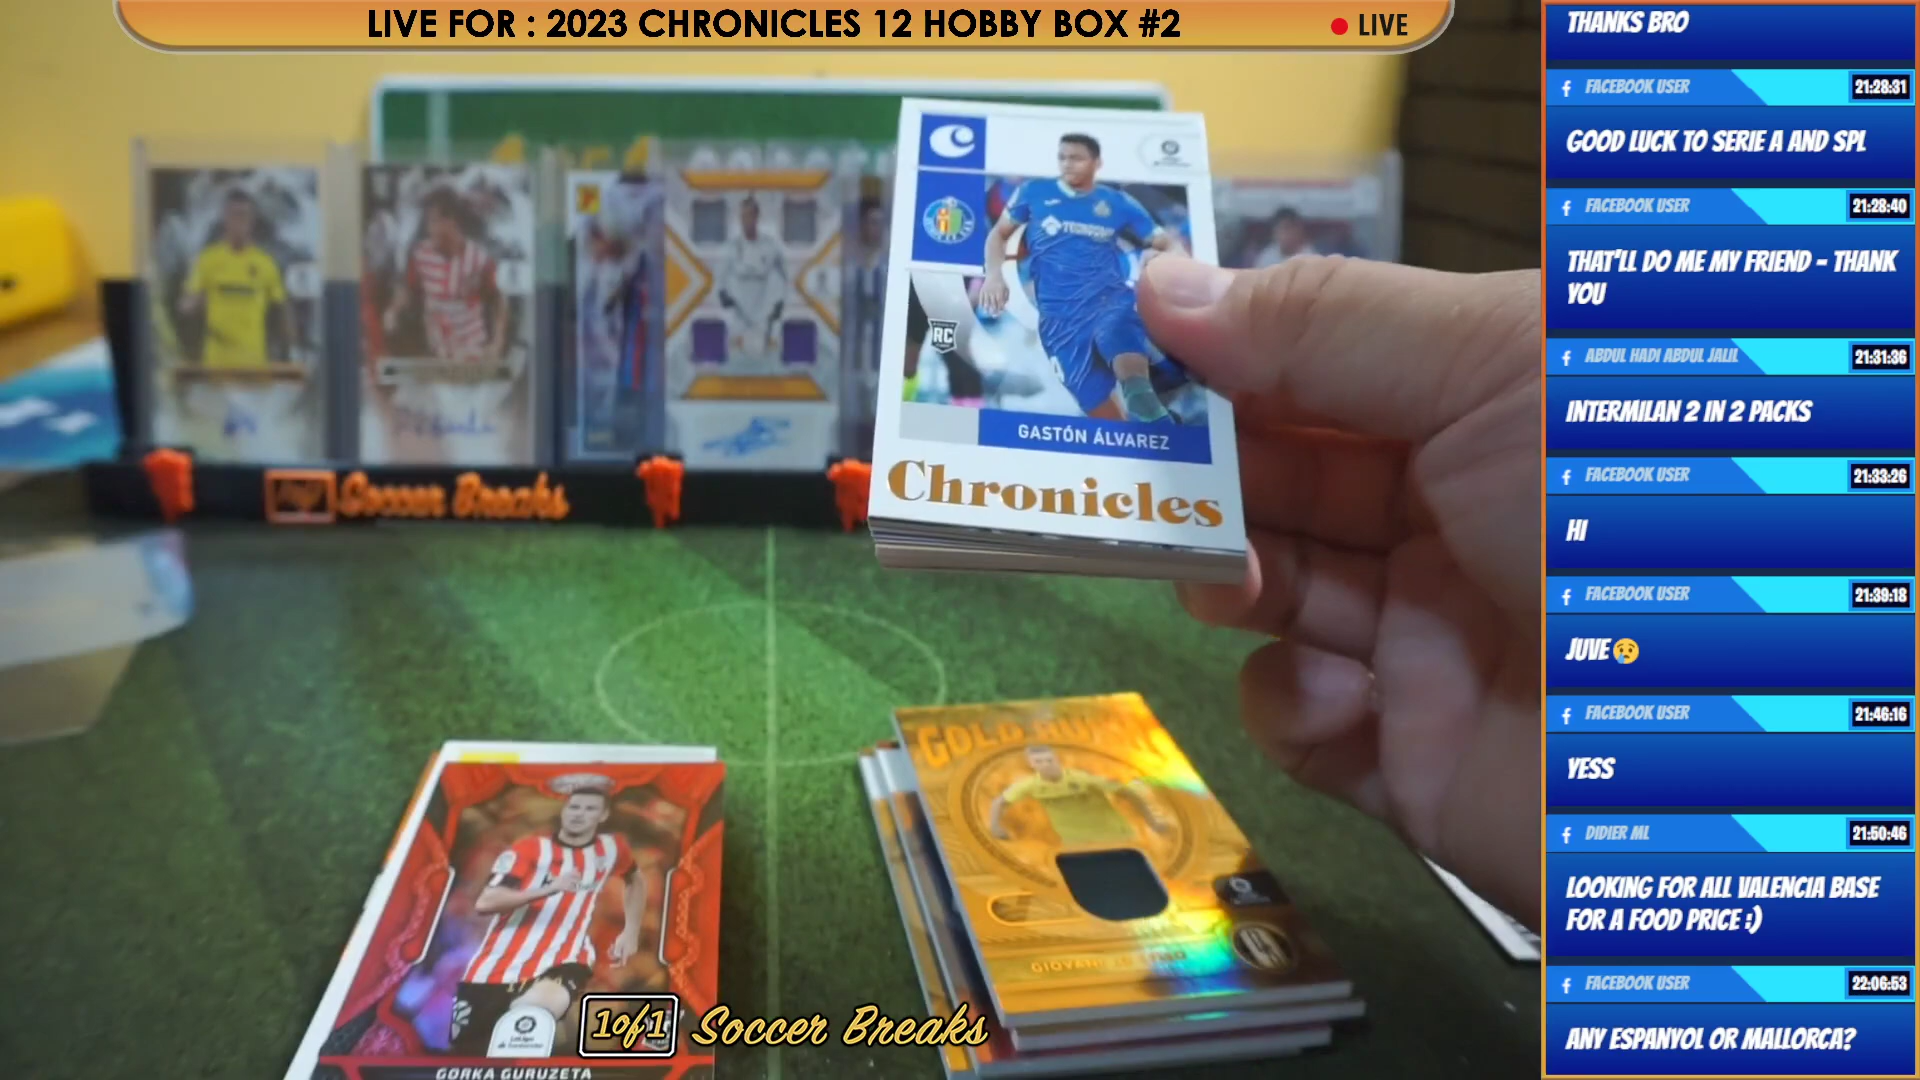 LIVE FOR : 2023 CHRONICLES 12 HOBBY BOX #2
LIVE
THANKS BRO
FACEBOOK USER
21:28:31
GOOD LUCK TO SERIE A AND SPL
FACEBOOK USER
21:28:40
THAT'LL DO ME MY FRIEND - THANK
YOU
ABDUL HADI ABDUL JALIL
21:31:36
INTERMILAN 2 IN 2 PACKS
FACEBOOK USER
21:33:26
HI
FACEBOOK USER
21:39:18
JUVE😢
FACEBOOK USER
21:46:16
YESS
DIDIER ML
21:50:46
LOOKING FOR ALL VALENCIA BASE
FOR A FOOD PRICE :)
FACEBOOK USER
22:06:53
ANY ESPANYOL OR MALLORCA?
RC
GASTÓN ÁLVAREZ
Chronicles
Soccer Breaks
GOLD
GORKA GURUZETA
1of1 Soccer Breaks